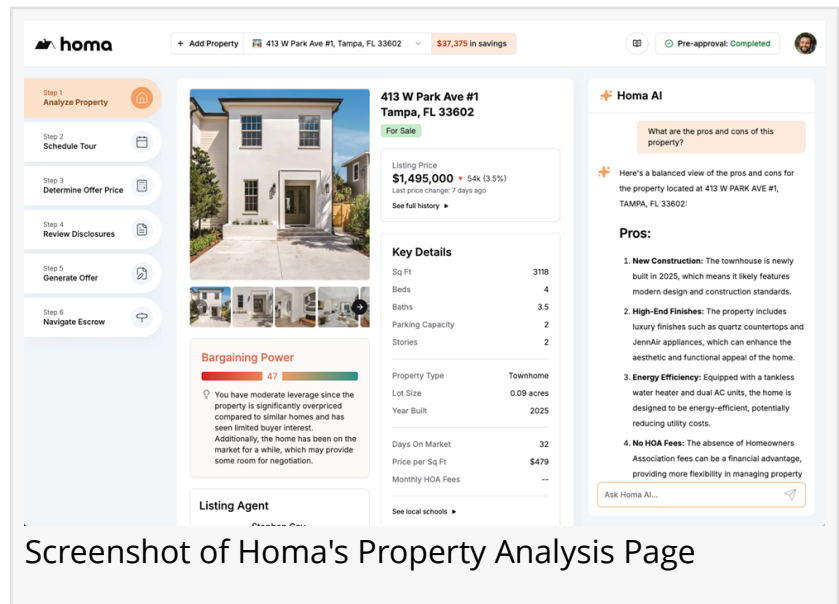 homa
+ Add Property
413 W Park Ave #1, Tampa, FL 33602
$37,375 in savings
Pre-approval: Completed
Step 1
Analyze Property
Step 2
Schedule Tour
Step 3
Determine Offer Price
Step 4
Review Disclosures
Step 5
Generate Offer
Step 6
Navigate Escrow
Bargaining Power
47
You have moderate leverage since the
property is significantly overpriced
compared to similar homes and has
seen limited buyer interest.
Additionally, the home has been on the
market for a while, which may provide
some room for negotiation.
Listing Agent
413 W Park Ave #1
Tampa, FL 33602
For Sale
Listing Price
$1,495,000 ▼ 54k (3.5%)
Last price change: 7 days ago
See full history ▶
Key Details
Sq Ft 3118
Beds 4
Baths 3.5
Parking Capacity 2
Stories 2
Property Type Townhome
Lot Size 0.09 acres
Year Built 2025
Days On Market 32
Price per Sq Ft $479
Monthly HOA Fees --
See local schools ▶
Homa AI
What are the pros and cons of this
property?
Here's a balanced view of the pros and cons for
the property located at 413 W PARK AVE #1,
TAMPA, FL 33602:
Pros:
1. New Construction: The townhouse is newly
built in 2025, which means it likely features
modern design and construction standards.
2. High-End Finishes: The property includes
luxury finishes such as quartz countertops and
JennAir appliances, which can enhance the
aesthetic and functional appeal of the home.
3. Energy Efficiency: Equipped with a tankless
water heater and dual AC units, the home is
designed to be energy-efficient, potentially
reducing utility costs.
4. No HOA Fees: The absence of Homeowners
Association fees can be a financial advantage,
providing more flexibility in managing property
Ask Homa AI...
Screenshot of Homa's Property Analysis Page